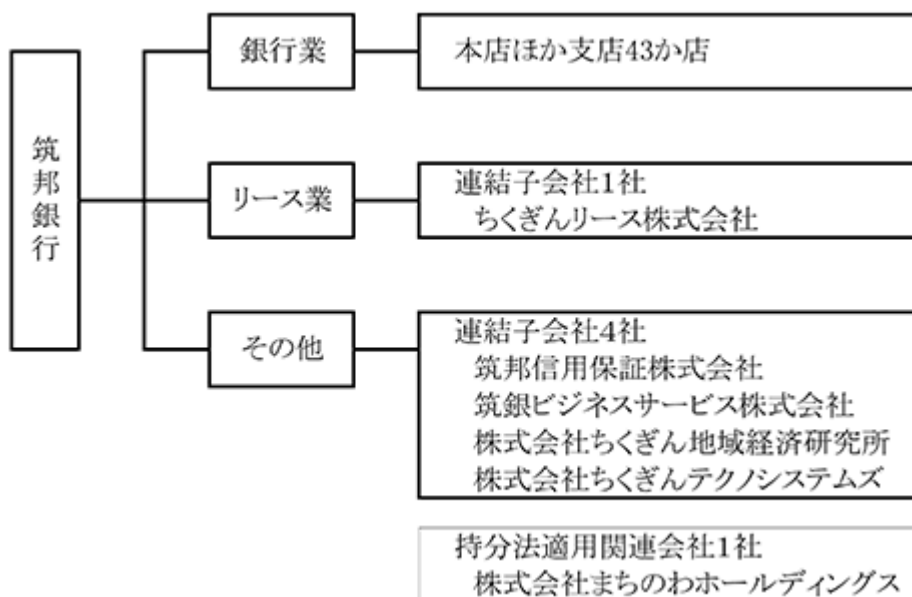 筑邦銀行
銀行業
本店ほか支店43か店
リース業
連結子会社1社
ちくぎんリース株式会社
その他
連結子会社4社
筑邦信用保証株式会社
筑銀ビジネスサービス株式会社
株式会社ちくぎん地域経済研究所
株式会社ちくぎんテクノシステムズ
持分法適用関連会社1社
株式会社まちのわホールディングス